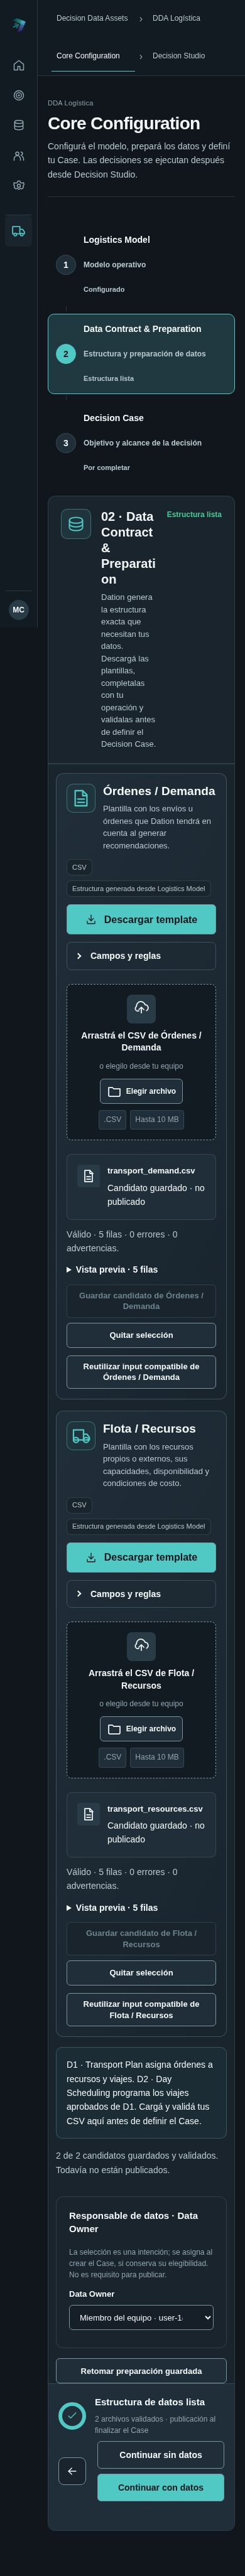 Decision Data Assets › DDA Logística
Core Configuration › Decision Studio
DDA Logística
Core Configuration
Configurá el modelo, prepará los datos y definí
tu Case. Las decisiones se ejecutan después
desde Decision Studio.
Logistics Model
1 Modelo operativo
Configurado
Data Contract & Preparation
2 Estructura y preparación de datos
Estructura lista
Decision Case
3 Objetivo y alcance de la decisión
Por completar
02 · Data
Contract
&
Preparati
on
Estructura lista
Dation genera
la estructura
exacta que
necesitan tus
datos.
Descargá las
plantillas,
completalas
con tu
operación y
validalas antes
de definir el
Decision Case.
Órdenes / Demanda
Plantilla con los envíos u
órdenes que Dation tendrá en
cuenta al generar
recomendaciones.
CSV
Estructura generada desde Logistics Model
Descargar template
Campos y reglas
Arrastrá el CSV de Órdenes /
Demanda
o elegilo desde tu equipo
Elegir archivo
.CSV Hasta 10 MB
transport_demand.csv
Candidato guardado · no
publicado
Válido · 5 filas · 0 errores · 0
advertencias.
Vista previa · 5 filas
Guardar candidato de Órdenes /
Demanda
Quitar selección
Reutilizar input compatible de
Órdenes / Demanda
Flota / Recursos
Plantilla con los recursos
propios o externos, sus
capacidades, disponibilidad y
condiciones de costo.
CSV
Estructura generada desde Logistics Model
Descargar template
Campos y reglas
Arrastrá el CSV de Flota /
Recursos
o elegilo desde tu equipo
Elegir archivo
.CSV Hasta 10 MB
transport_resources.csv
Candidato guardado · no
publicado
Válido · 5 filas · 0 errores · 0
advertencias.
Vista previa · 5 filas
Guardar candidato de Flota /
Recursos
Quitar selección
Reutilizar input compatible de
Flota / Recursos
D1 · Transport Plan asigna órdenes a
recursos y viajes. D2 · Day
Scheduling programa los viajes
aprobados de D1. Cargá y validá tus
CSV aquí antes de definir el Case.
2 de 2 candidatos guardados y validados.
Todavía no están publicados.
Responsable de datos · Data
Owner
La selección es una intención; se asigna al
crear el Case, si conserva su elegibilidad.
No es requisito para publicar.
Data Owner
Miembro del equipo · user-1
Retomar preparación guardada
Estructura de datos lista
2 archivos validados · publicación al
finalizar el Case
Continuar sin datos
Continuar con datos
MC